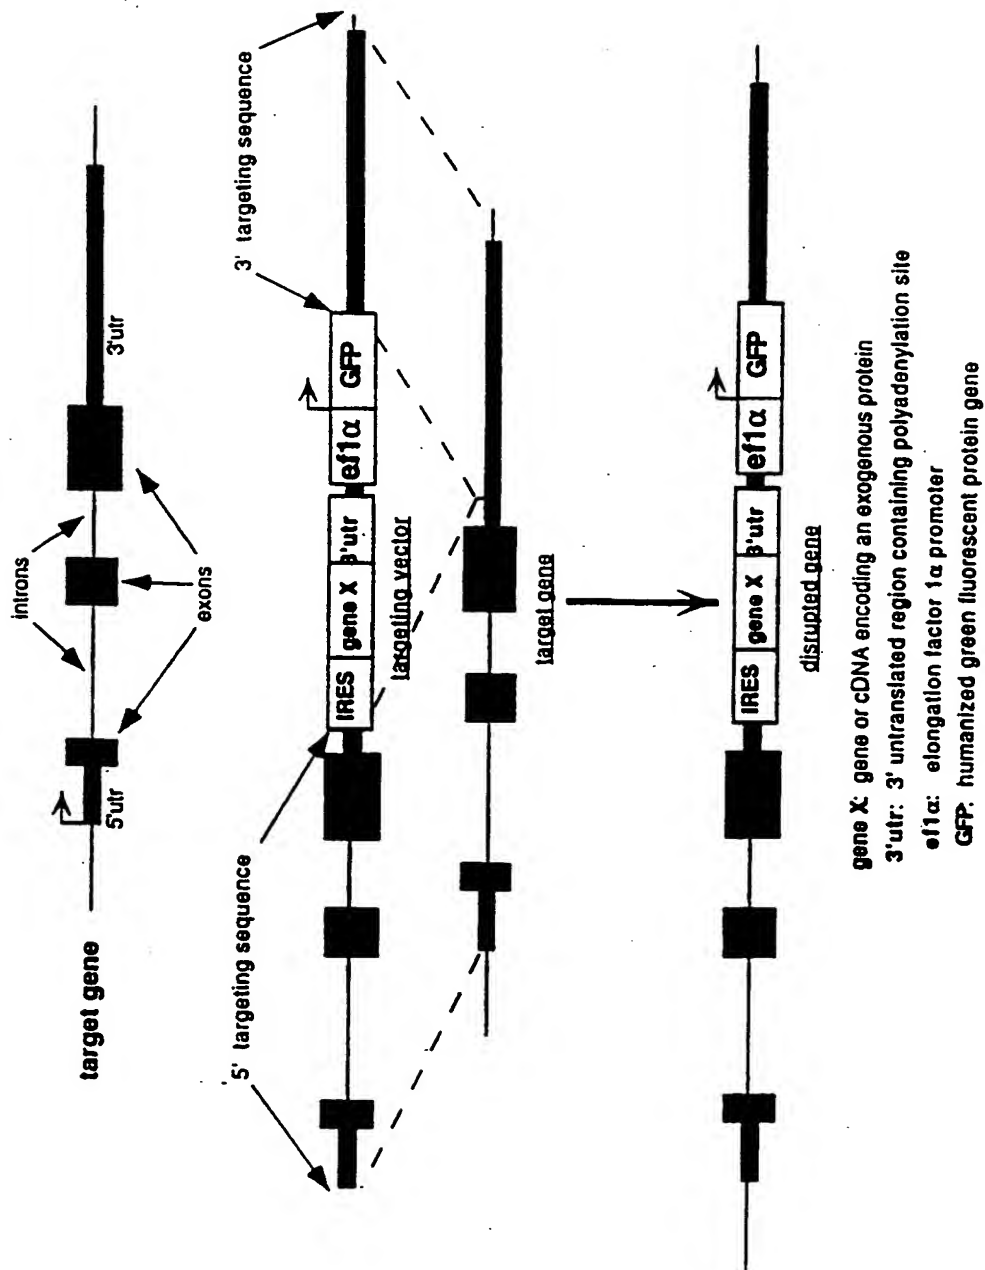 target gene
5'utr
introns
exons
3'utr
5' targeting sequence
3' targeting sequence
IRES
gene X
3'utr
ef1α
GFP
targeting vector
target gene
IRES
gene X
3'utr
ef1α
GFP
disrupted gene
gene X: gene or cDNA encoding an exogenous protein
3'utr: 3' untranslated region containing polyadenylation site
ef1α: elongation factor 1α promoter
GFP: humanized green fluorescent protein gene